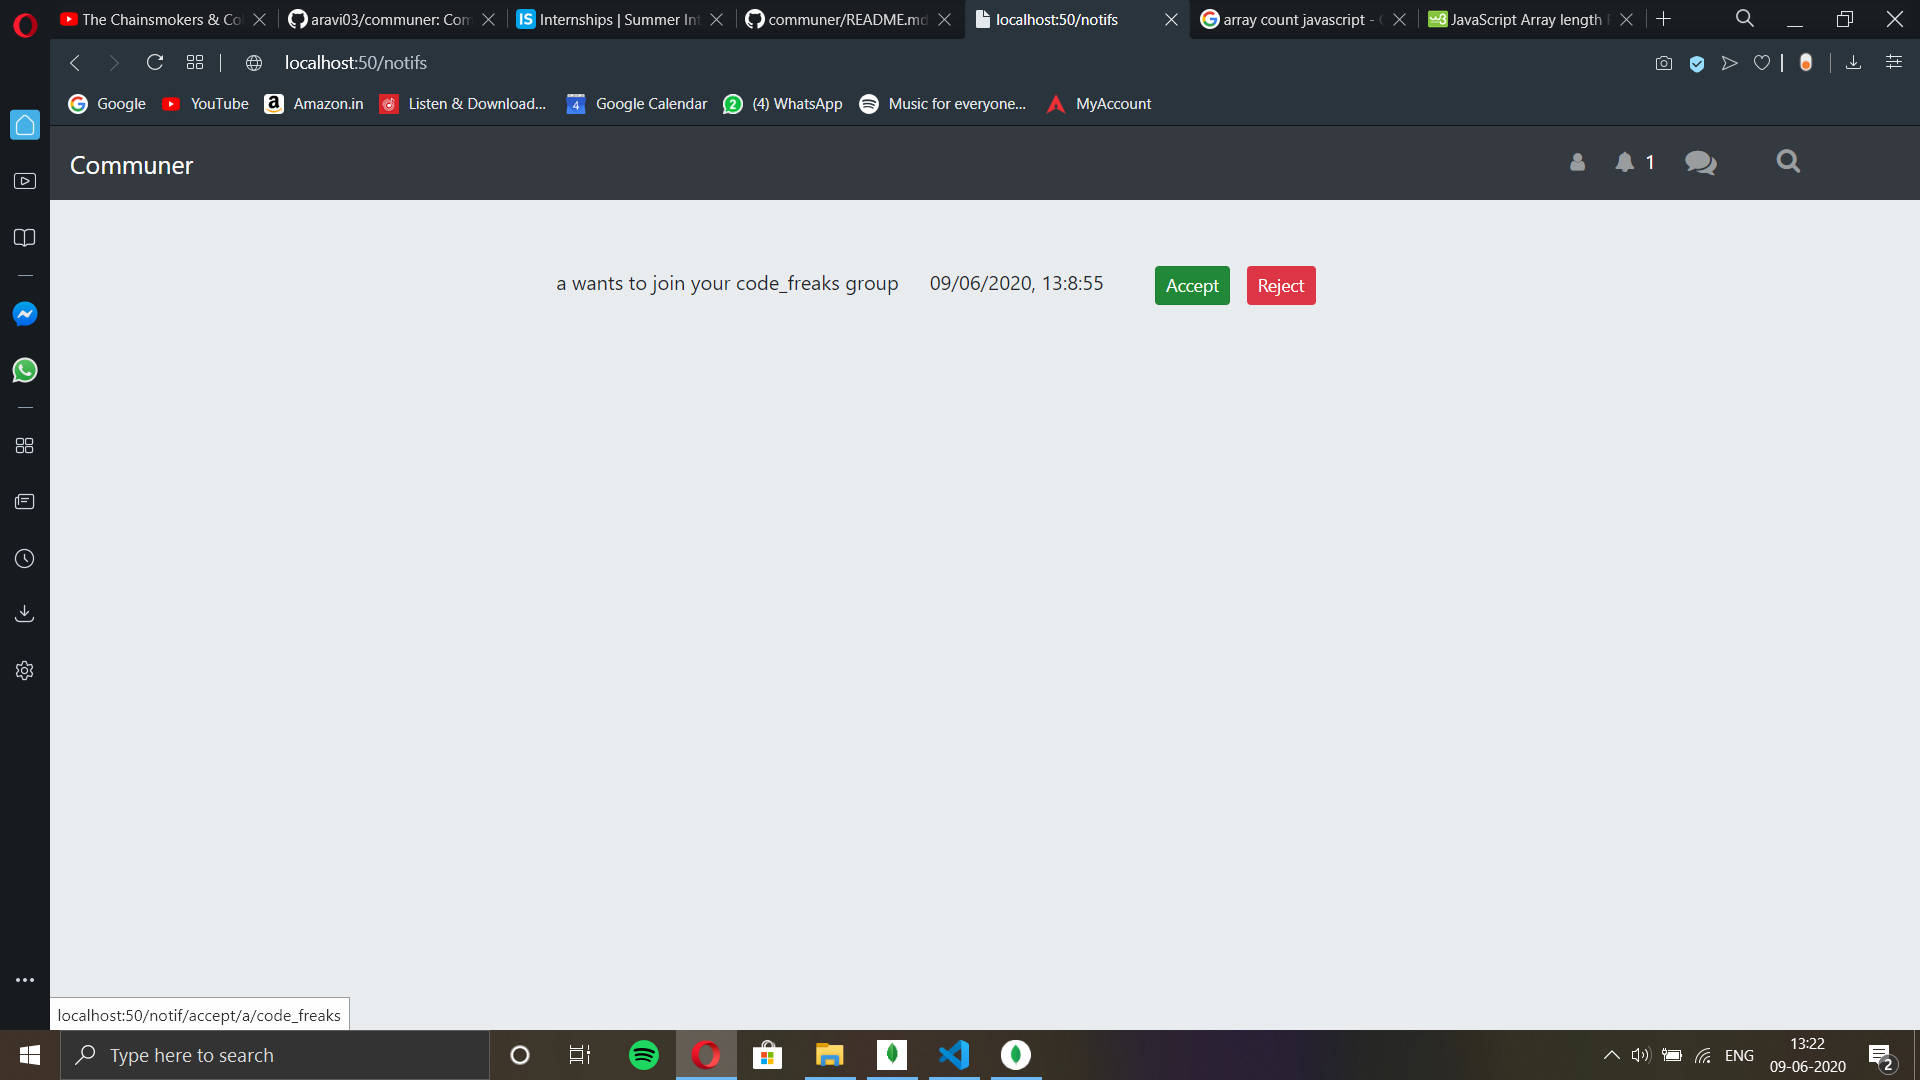 The Chainsmokers & Co
aravi03/communer: Com
IS Internships | Summer Int
communer/README.md
localhost:50/notifs
array count javascript - G
JavaScript Array length P
localhost:50/notifs
Google
YouTube
Amazon.in
Listen & Download...
4 Google Calendar
2 (4) WhatsApp
Music for everyone...
MyAccount
Communer
1
a wants to join your code_freaks group
09/06/2020, 13:8:55
Accept
Reject
localhost:50/notif/accept/a/code_freaks
Type here to search
ENG
13:22
09-06-2020
2